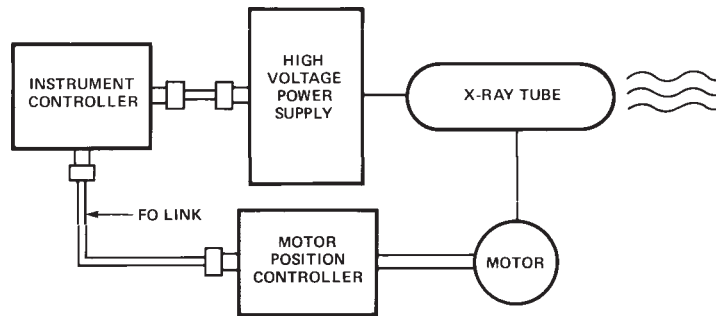 INSTRUMENT
CONTROLLER
HIGH
VOLTAGE
POWER
SUPPLY
X-RAY TUBE
FO LINK
MOTOR
POSITION
CONTROLLER
MOTOR